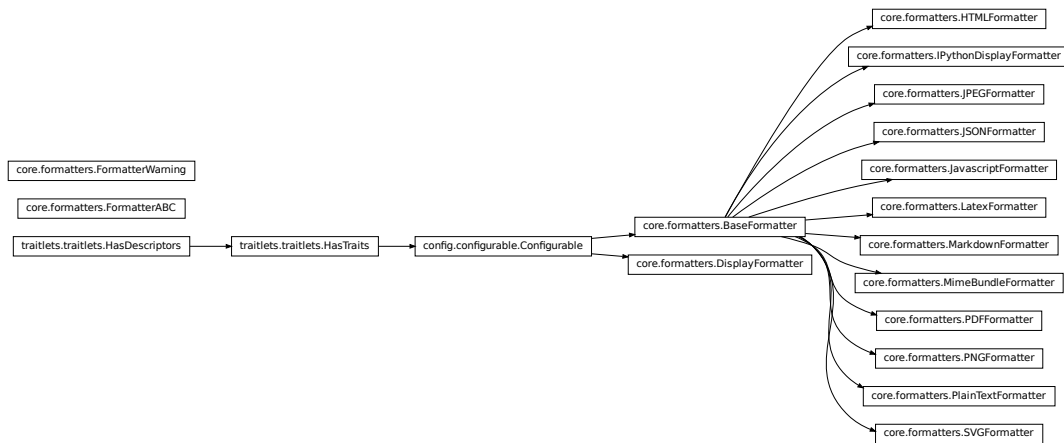 core.formatters.HTMLFormatter
core.formatters.IPythonDisplayFormatter
core.formatters.JPEGFormatter
core.formatters.JSONFormatter
core.formatters.FormatterWarning
core.formatters.JavascriptFormatter
core.formatters.FormatterABC
core.formatters.LatexFormatter
core.formatters.BaseFormatter
traitlets.traitlets.HasDescriptors
traitlets.traitlets.HasTraits
config.configurable.Configurable
core.formatters.MarkdownFormatter
core.formatters.DisplayFormatter
core.formatters.MimeBundleFormatter
core.formatters.PDFFormatter
core.formatters.PNGFormatter
core.formatters.PlainTextFormatter
core.formatters.SVGFormatter